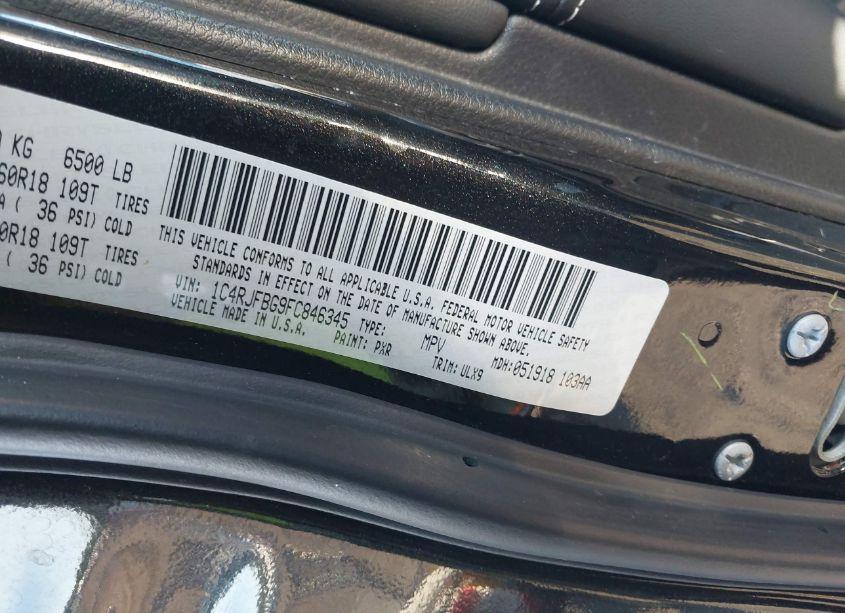 KG 6500 LB
60R18 109T TIRES
( 36 PSI) COLD
0R18 109T TIRES
( 36 PSI) COLD
THIS VEHICLE CONFORMS TO ALL APPLICABLE U.S.A. FEDERAL MOTOR VEHICLE SAFETY
STANDARDS IN EFFECT ON THE DATE OF MANUFACTURE SHOWN ABOVE.
VIN: 1C4RJFBG9FC846345 TYPE: MPV
VEHICLE MADE IN U.S.A. PAINT: PXR TRIM: ULX9 MDH:051918 103AA